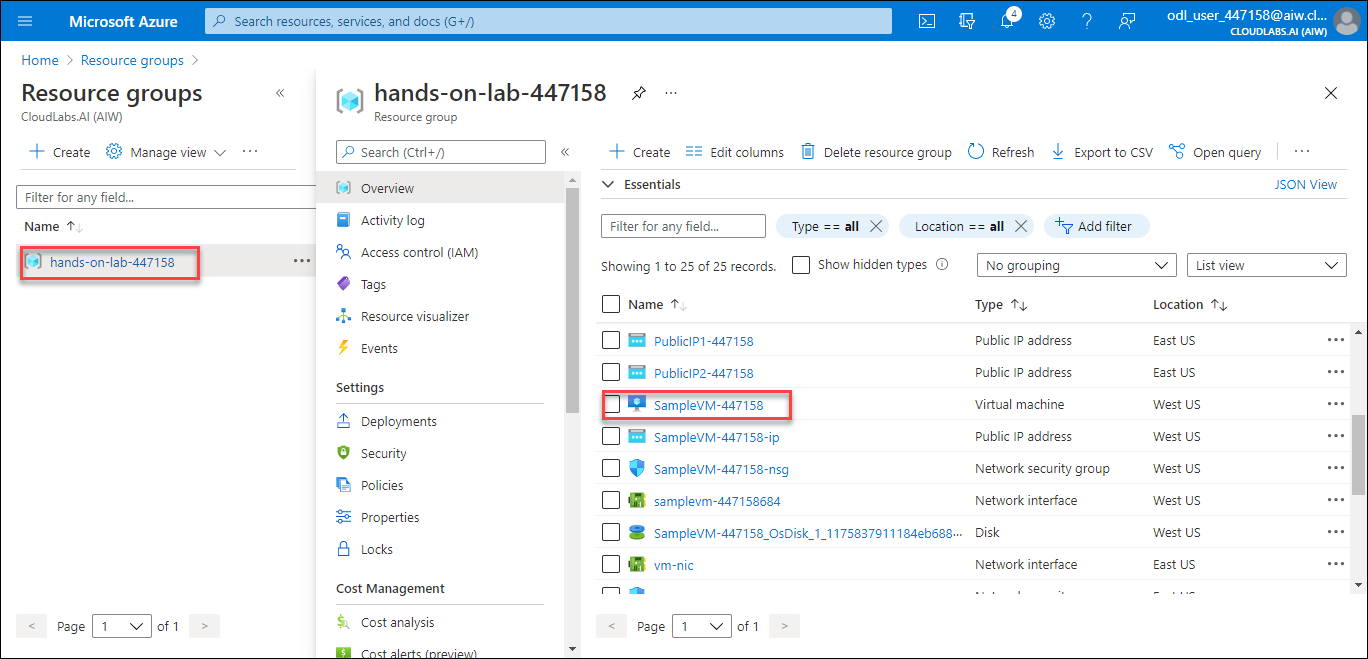 Microsoft Azure
Search resources, services, and docs (G+/)
4
odl_user_447158@aiw.cl...
CLOUDLABS.AI (AIW)
Home > Resource groups >
Resource groups
CloudLabs.AI (AIW)
Create Manage view ...
Filter for any field...
Name
hands-on-lab-447158 ...
< Page 1 of 1 >
hands-on-lab-447158 ...
Resource group
Search (Ctrl+/)
Overview
Activity log
Access control (IAM)
Tags
Resource visualizer
Events
Settings
Deployments
Security
Policies
Properties
Locks
Cost Management
Cost analysis
Cost alerts (preview)
Create Edit columns Delete resource group Refresh Export to CSV Open query ...
Essentials JSON View
Filter for any field... Type == all Location == all Add filter
Showing 1 to 25 of 25 records. Show hidden types No grouping List view
Name Type Location
PublicIP1-447158 Public IP address East US ...
PublicIP2-447158 Public IP address East US ...
SampleVM-447158 Virtual machine West US ...
SampleVM-447158-ip Public IP address West US ...
SampleVM-447158-nsg Network security group West US ...
samplevm-447158684 Network interface West US ...
SampleVM-447158_OsDisk_1_1175837911184eb688... Disk West US ...
vm-nic Network interface East US ...
< Page 1 of 1 >